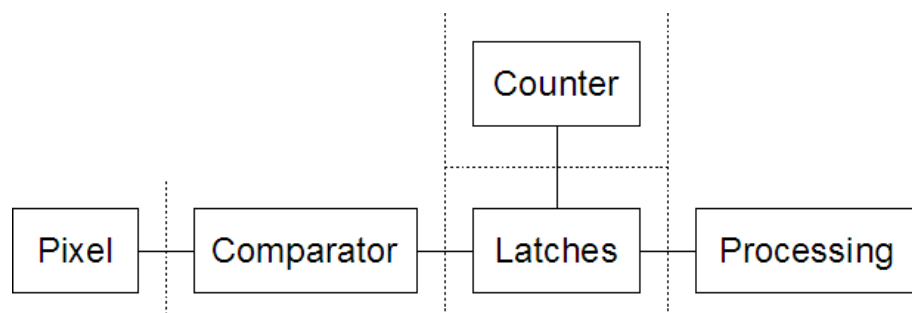 Counter
Pixel
Comparator
Latches
Processing